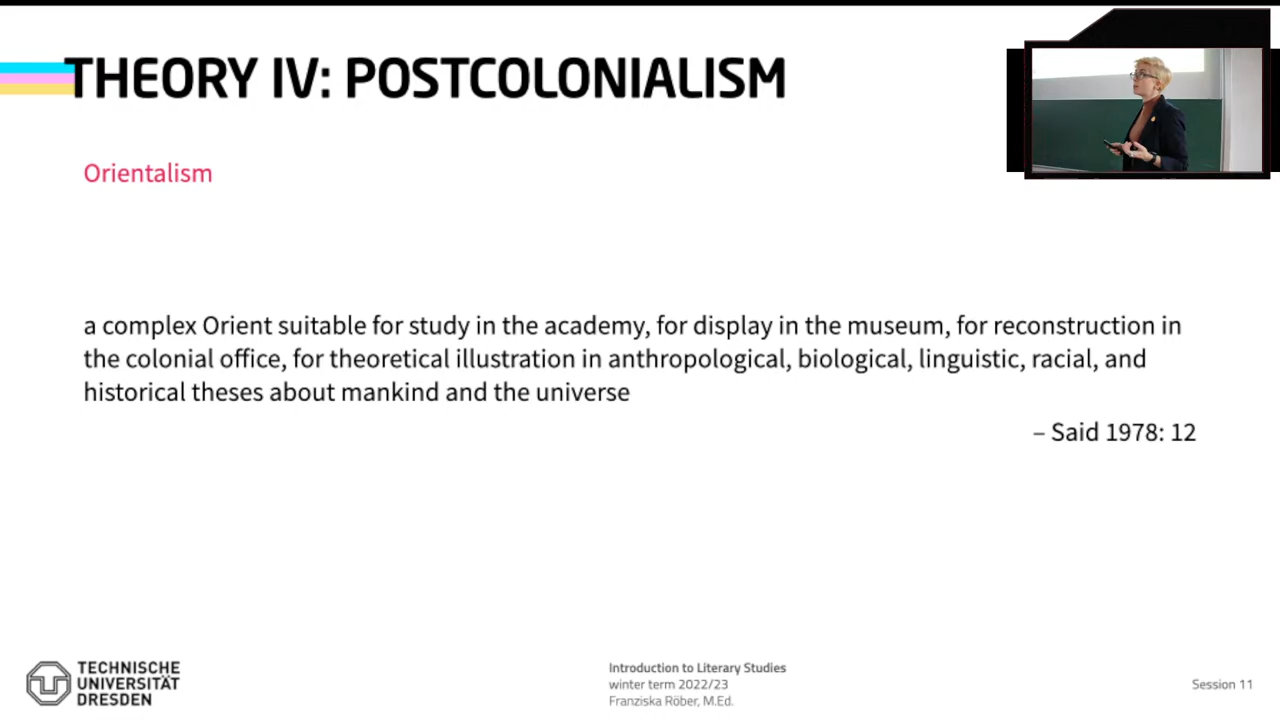 THEORY IV: POSTCOLONIALISM
Orientalism
a complex Orient suitable for study in the academy, for display in the museum, for reconstruction in
the colonial office, for theoretical illustration in anthropological, biological, linguistic, racial, and
historical theses about mankind and the universe
– Said 1978: 12
TECHNISCHE
UNIVERSITÄT
DRESDEN
Introduction to Literary Studies
winter term 2022/23
Franziska Röber, M.Ed.
Session 11